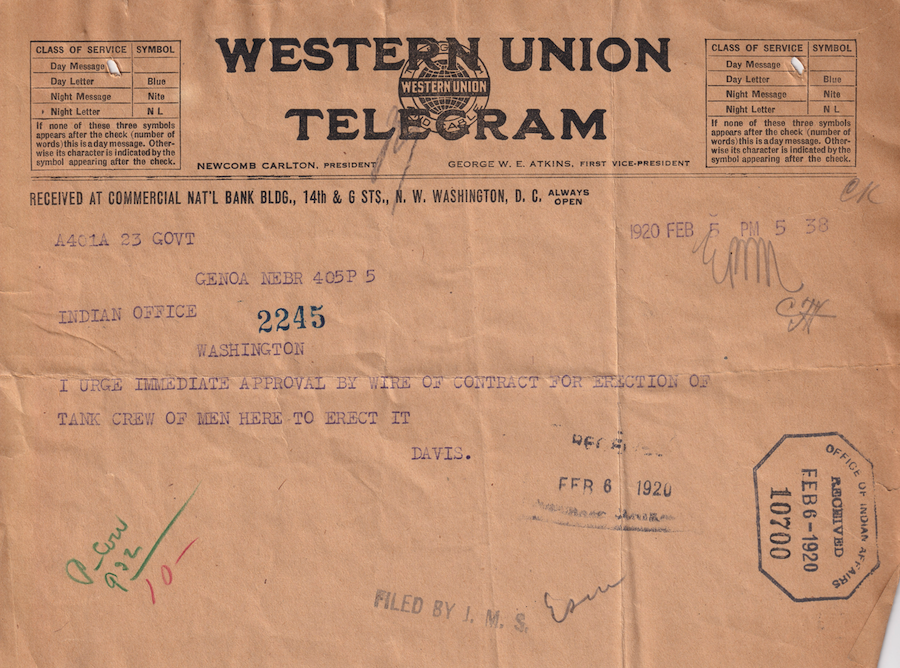 CLASS OF SERVICE SYMBOL
Day Message
Day Letter Blue
Night Message Nite
Night Letter N L
If none of these three symbols
appears after the check (number of
words) this is a day message. Other-
wise its character is indicated by the
symbol appearing after the check.
WESTERN UNION
WESTERN UNION
TELEGRAM
NEWCOMB CARLTON, PRESIDENT
GEORGE W. E. ATKINS, FIRST VICE-PRESIDENT
CLASS OF SERVICE SYMBOL
Day Message
Day Letter Blue
Night Message Nite
Night Letter N L
If none of these three symbols
appears after the check (number of
words) this is a day message. Other-
wise its character is indicated by the
symbol appearing after the check.
RECEIVED AT COMMERCIAL NAT'L BANK BLDG., 14th & G STS., N. W. WASHINGTON, D. C. ALWAYS OPEN
CK
A401A 23 GOVT
1920 FEB 5 PM 5 38
GENOA NEBR 405P 5
INDIAN OFFICE
2245
WASHINGTON
I URGE IMMEDIATE APPROVAL BY WIRE OF CONTRACT FOR ERECTION OF
TANK CREW OF MEN HERE TO ERECT IT
DAVIS.
FEB 6 1920
OFFICE OF INDIAN AFFAIRS
RECEIVED
FEB 6-1920
10700
932
10-
FILED BY J. M. S.